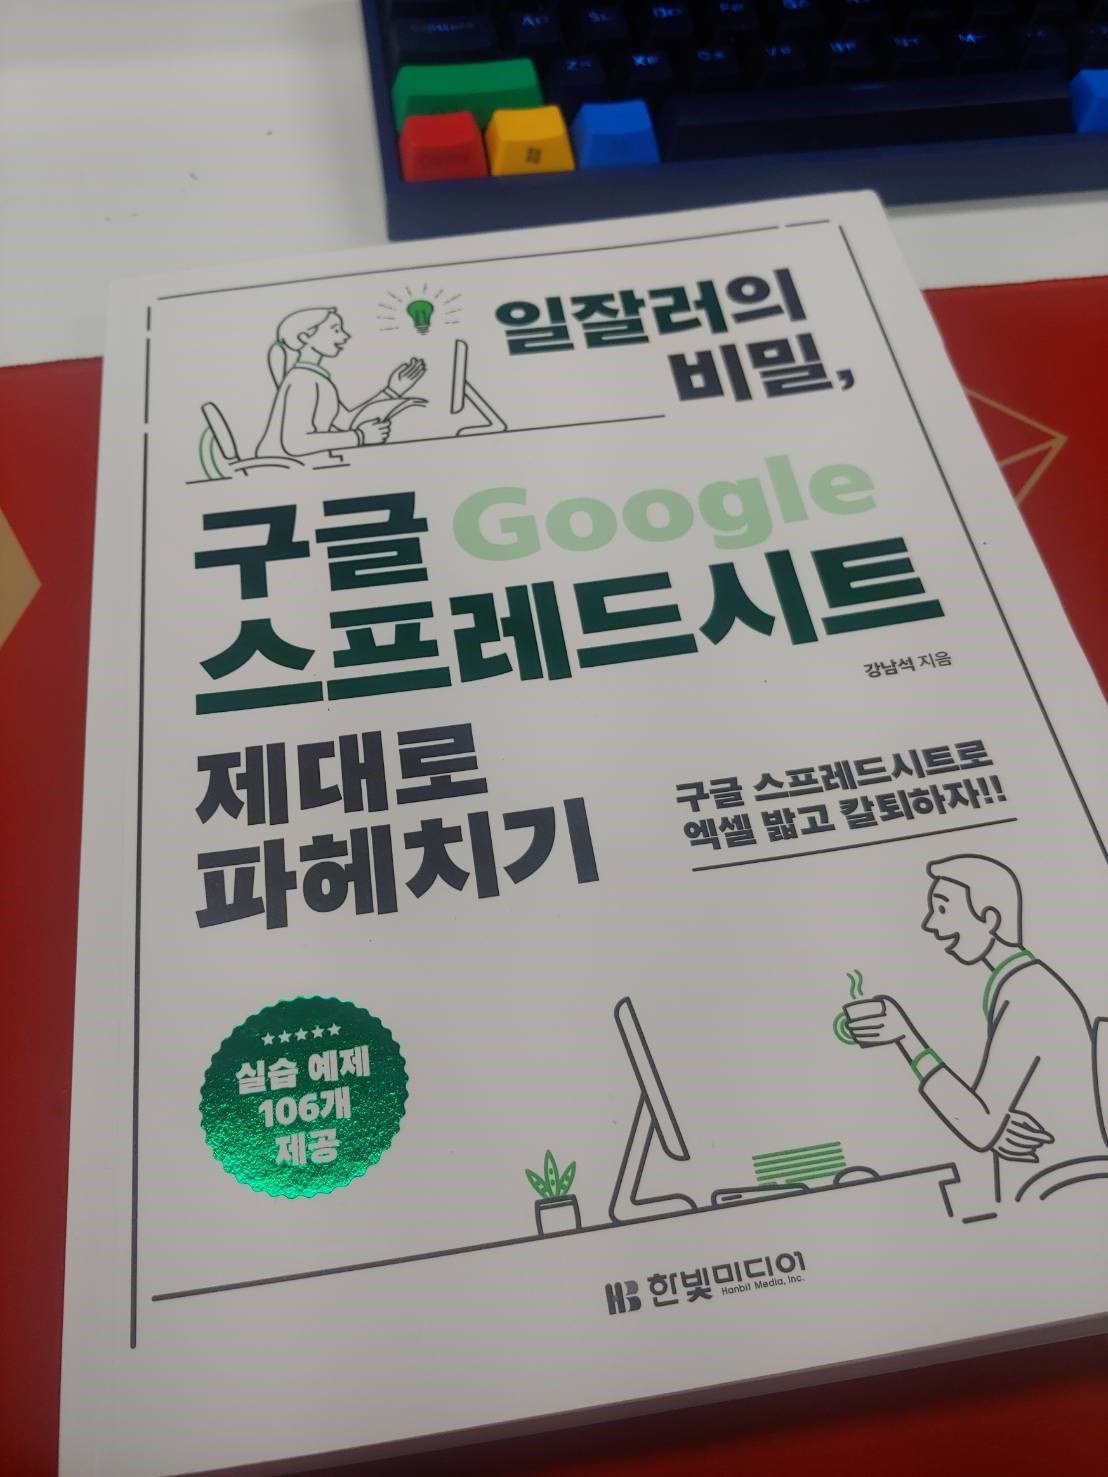 일잘러의
비밀,
구글 Google
스프레드시트
강남석 지음
제대로
파헤치기
구글 스프레드시트로
엑셀 밟고 칼퇴하자!!
실습 예제
106개
제공
HB 한빛미디어
Hanbit Media, Inc.